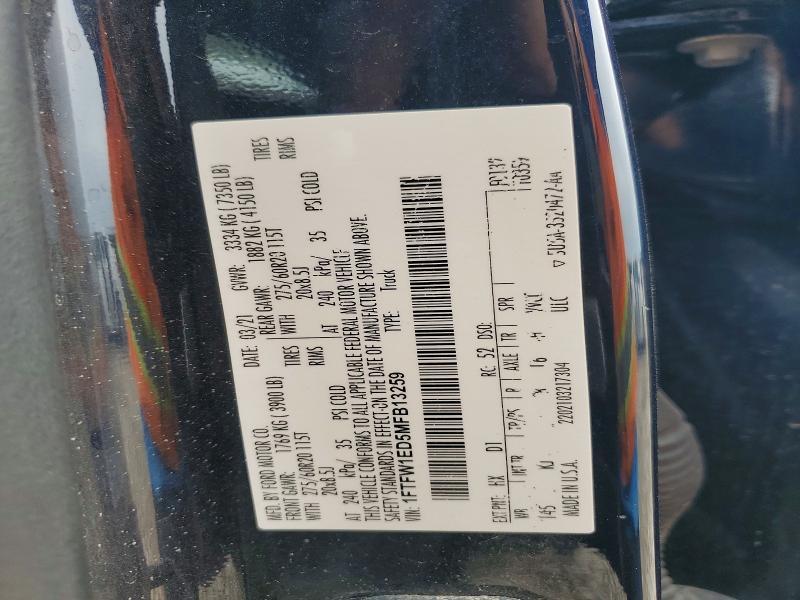 MFD. BY FORD MOTOR CO.
DATE: 03/21 GVWR: 3334 KG ( 7350 LB)
FRONT GAWR: 1769 KG ( 3900 LB) REAR GAWR: 1882 KG ( 4150 LB)
WITH 275/60R20 115T TIRES WITH 275/60R20 115T TIRES
20x8.5J RIMS 20x8.5J RIMS
AT 240 kPa/ 35 PSI COLD AT 240 kPa/ 35 PSI COLD
THIS VEHICLE CONFORMS TO ALL APPLICABLE FEDERAL MOTOR VEHICLE
SAFETY STANDARDS IN EFFECT ON THE DATE OF MANUFACTURE SHOWN ABOVE.
VIN: 1FTFW1ED5MFB13259 TYPE: Truck
EXT PNT: HX D1 RC: 52 DSO:
WB INT TR TP/PS R AXLE TR SPR
145
MADE IN U.S.A. 2202103217304 ULC